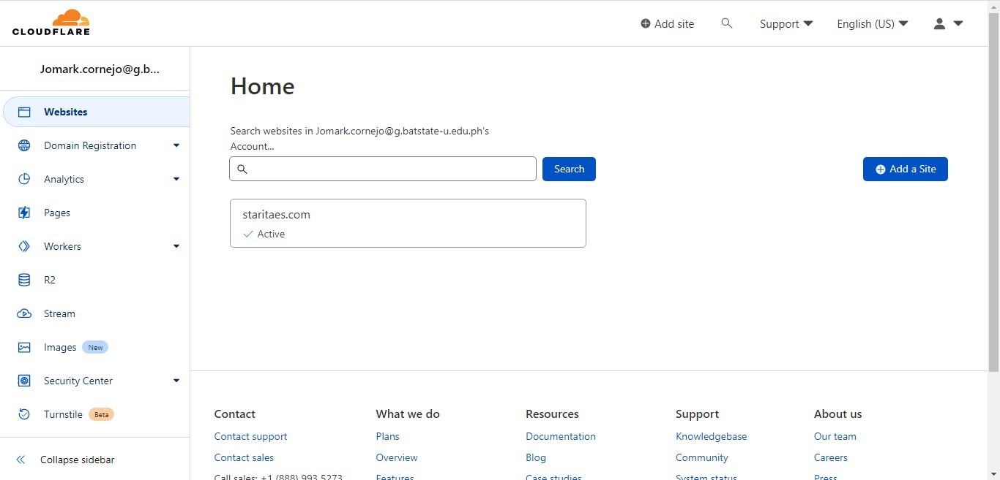 CLOUDFLARE
Add site
Support
English (US)
Jomark.cornejo@g.b...
Websites
Domain Registration
Analytics
Pages
Workers
R2
Stream
Images New
Security Center
Turnstile Beta
Collapse sidebar
Home
Search websites in Jomark.cornejo@g.batstate-u.edu.ph's
Account...
Search
Add a Site
staritaes.com
Active
Contact
Contact support
Contact sales
Call sales: +1 (888) 993 5273
What we do
Plans
Overview
Features
Resources
Documentation
Blog
Case studies
Support
Knowledgebase
Community
System status
About us
Our team
Careers
Press